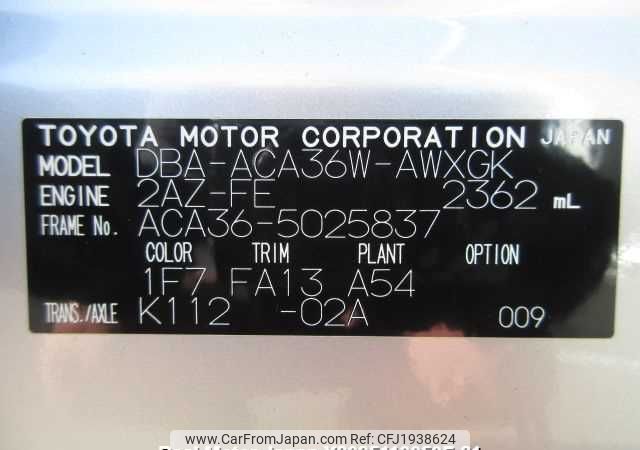 TOYOTA MOTOR CORPORATION JAPAN
MODEL DBA-ACA36W-AWXGK
ENGINE 2AZ-FE 2362 mL
FRAME No. ACA36-5025837
COLOR TRIM PLANT OPTION
1F7 FA13 A54
TRANS./AXLE K112 -02A 009
www.CarFromJapan.com ID: CFJ1938624